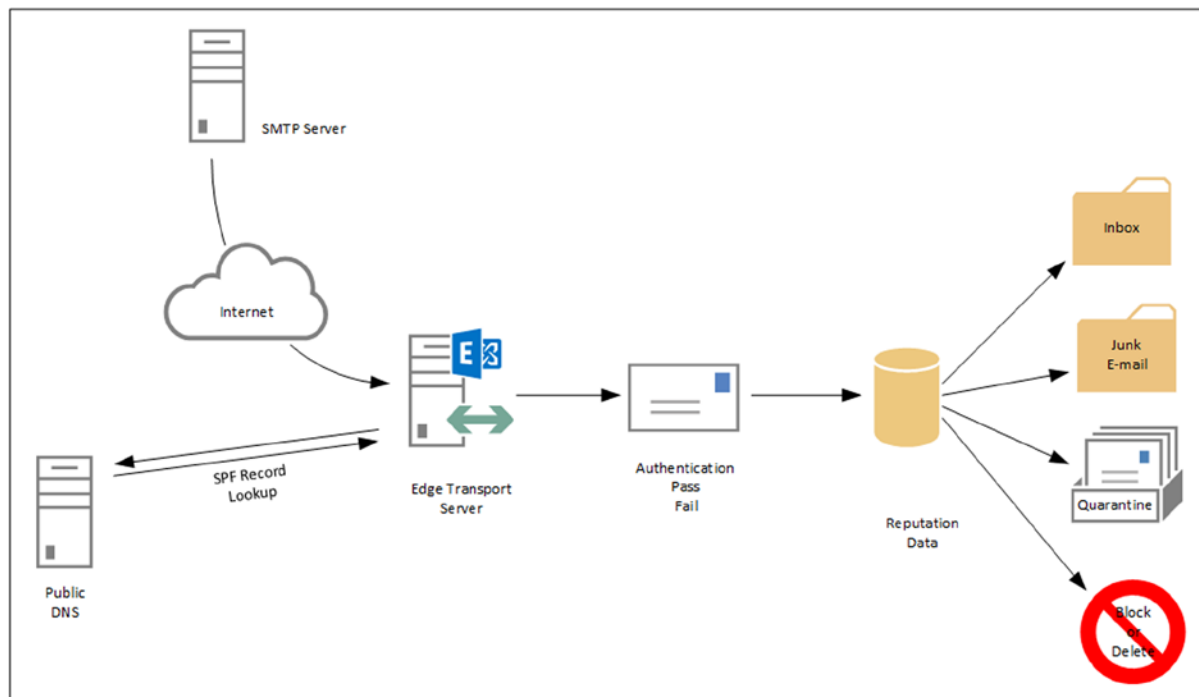 SMTP Server
Internet
SPF Record
Lookup
Public
DNS
E
Edge Transport
Server
Authentication
Pass
Fail
Reputation
Data
Inbox
Junk
E-mail
Quarantine
Block
or
Delete